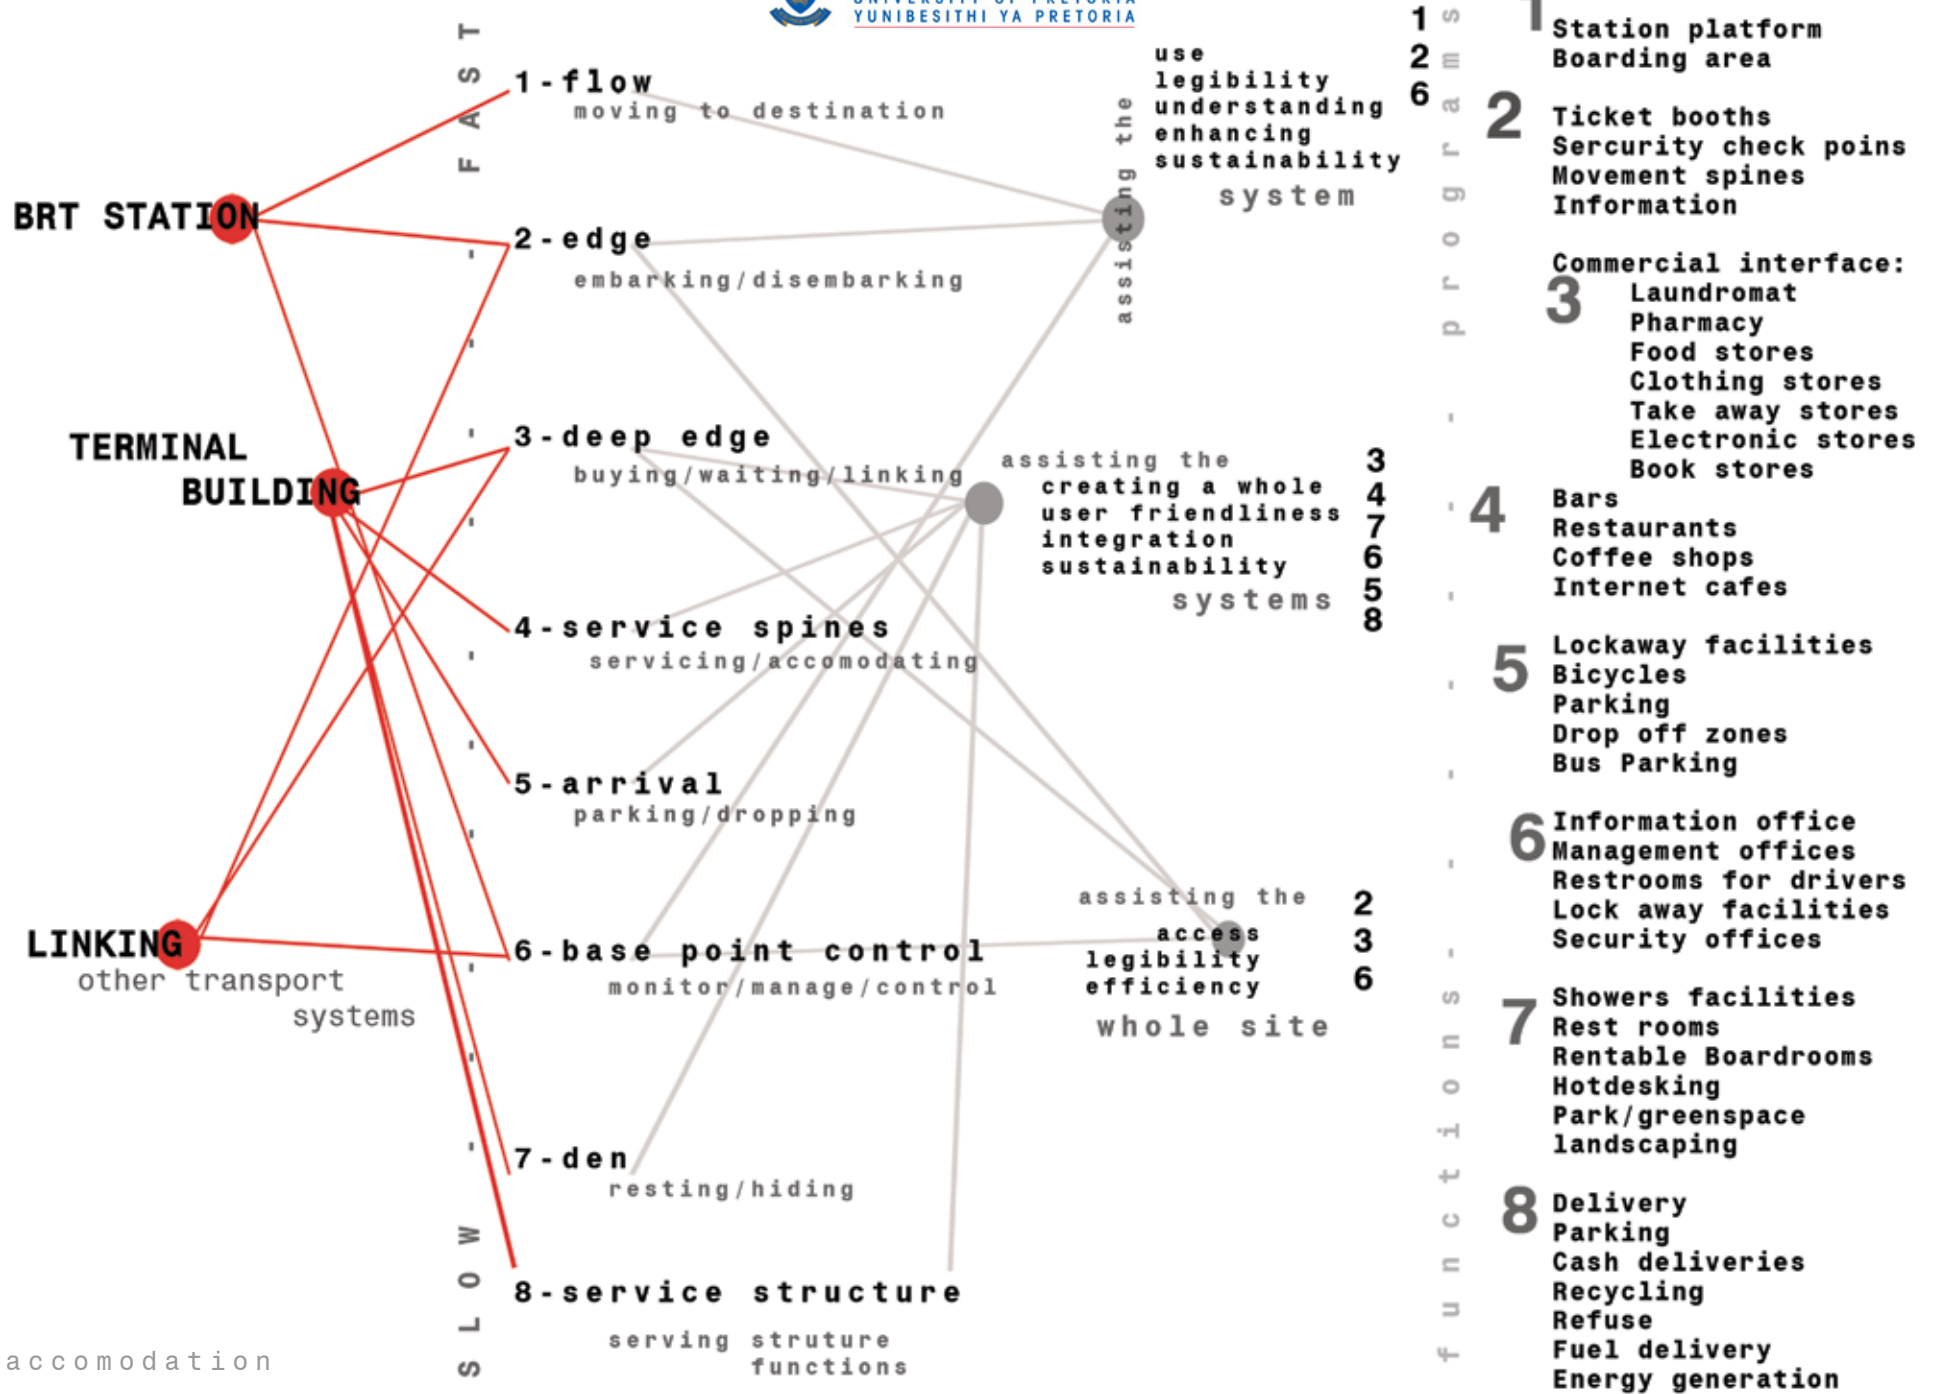 YUNIBESITHI YA PRETORIA
BRT STATION
TERMINAL
BUILDING
LINKING
other transport
systems
accomodation
SLOW - - - - - - - - - - FAST
1-flow
moving to destination
2-edge
embarking/disembarking
3-deep edge
buying/waiting/linking
4-service spines
servicing/accomodating
5-arrival
parking/dropping
6-base point control
monitor/manage/control
7-den
resting/hiding
8-service structure
serving struture
functions
assisting the
use
legibility
understanding
enhancing
sustainability
system
1
2
6
assisting the
creating a whole
user friendliness
integration
sustainability
systems
3
4
7
6
5
8
assisting the
access
legibility
efficiency
whole site
2
3
6
functions - - - - - - - programs
1
Station platform
Boarding area
2
Ticket booths
Sercurity check poins
Movement spines
Information
3
Commercial interface:
Laundromat
Pharmacy
Food stores
Clothing stores
Take away stores
Electronic stores
Book stores
4
Bars
Restaurants
Coffee shops
Internet cafes
5
Lockaway facilities
Bicycles
Parking
Drop off zones
Bus Parking
6
Information office
Management offices
Restrooms for drivers
Lock away facilities
Security offices
7
Showers facilities
Rest rooms
Rentable Boardrooms
Hotdesking
Park/greenspace
landscaping
8
Delivery
Parking
Cash deliveries
Recycling
Refuse
Fuel delivery
Energy generation